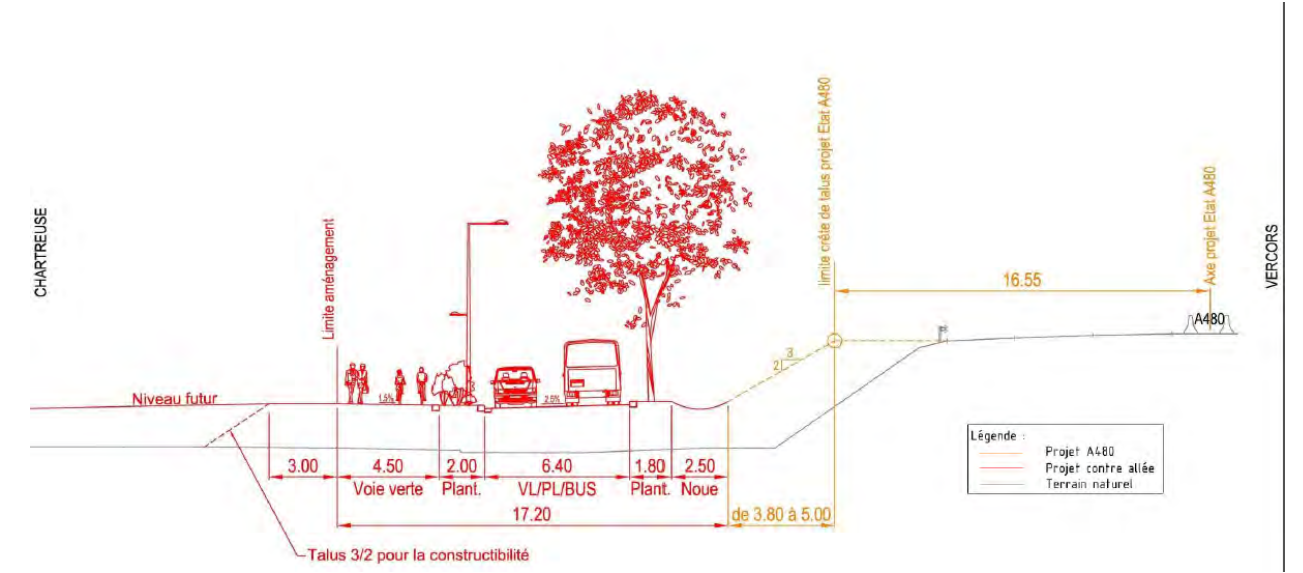 CHARTREUSE
Limite aménagement
limite crête de talus projet Etat A480
Axe projet Etat A480
VERCORS
16.55
A480
3
2
Niveau futur
1.5%
2.5%
3.00
4.50
2.00
6.40
1.80
2.50
Voie verte
Plant.
VL/PL/BUS
Plant.
Noue
17.20
de 3.80 à 5.00
Talus 3/2 pour la constructibilité
Légende :
Projet A480
Projet contre allée
Terrain naturel